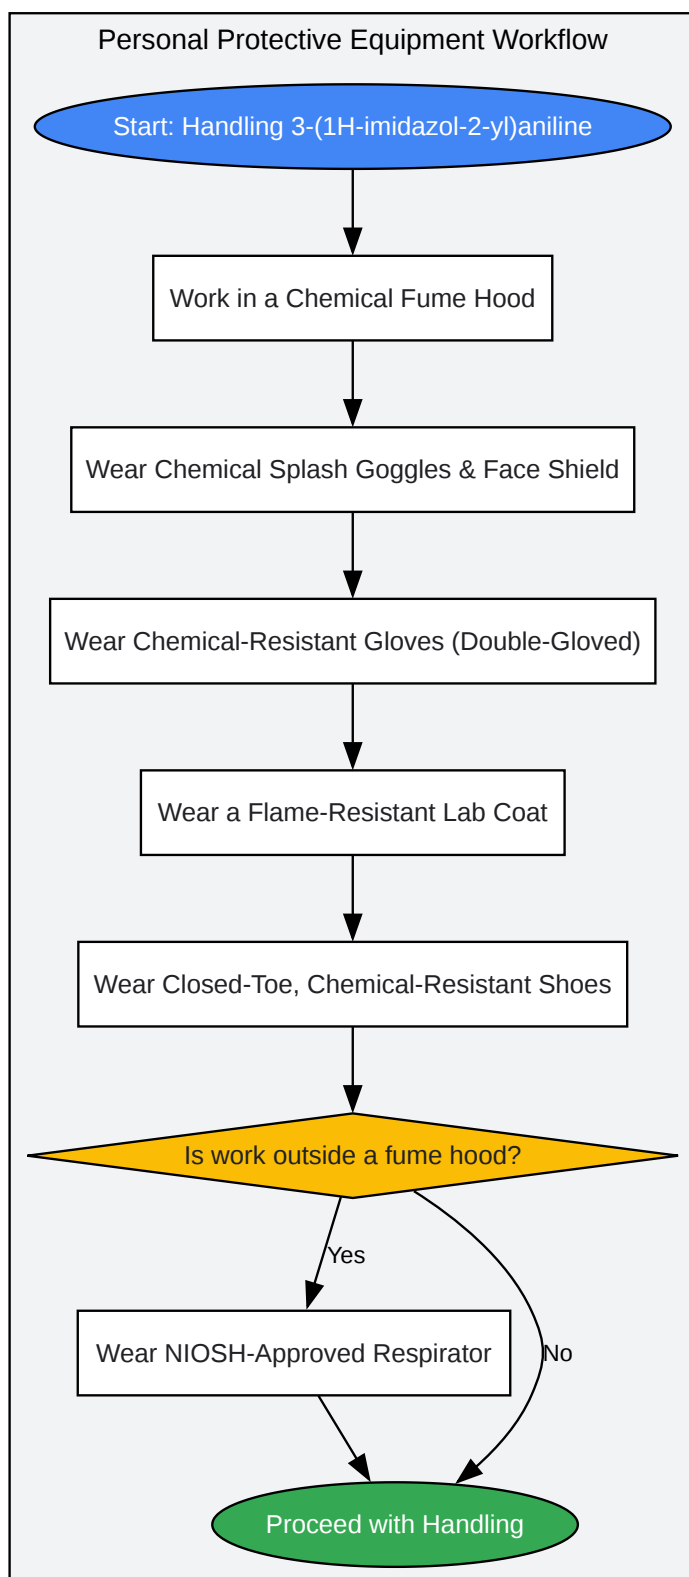 Personal Protective Equipment Workflow
Start: Handling 3-(1H-imidazol-2-yl)aniline
Work in a Chemical Fume Hood
Wear Chemical Splash Goggles & Face Shield
Wear Chemical-Resistant Gloves (Double-Gloved)
Wear a Flame-Resistant Lab Coat
Wear Closed-Toe, Chemical-Resistant Shoes
Is work outside a fume hood?
Yes
Wear NIOSH-Approved Respirator
No
Proceed with Handling